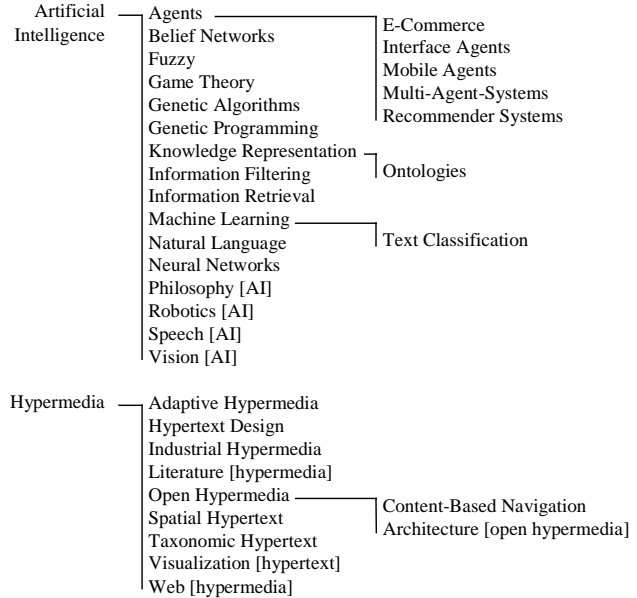 Artificial
Intelligence
Agents
Belief Networks
Fuzzy
Game Theory
Genetic Algorithms
Genetic Programming
Knowledge Representation
Information Filtering
Information Retrieval
Machine Learning
Natural Language
Neural Networks
Philosophy [AI]
Robotics [AI]
Speech [AI]
Vision [AI]
E-Commerce
Interface Agents
Mobile Agents
Multi-Agent-Systems
Recommender Systems
Ontologies
Text Classification
Hypermedia
Adaptive Hypermedia
Hypertext Design
Industrial Hypermedia
Literature [hypermedia]
Open Hypermedia
Spatial Hypertext
Taxonomic Hypertext
Visualization [hypertext]
Web [hypermedia]
Content-Based Navigation
Architecture [open hypermedia]